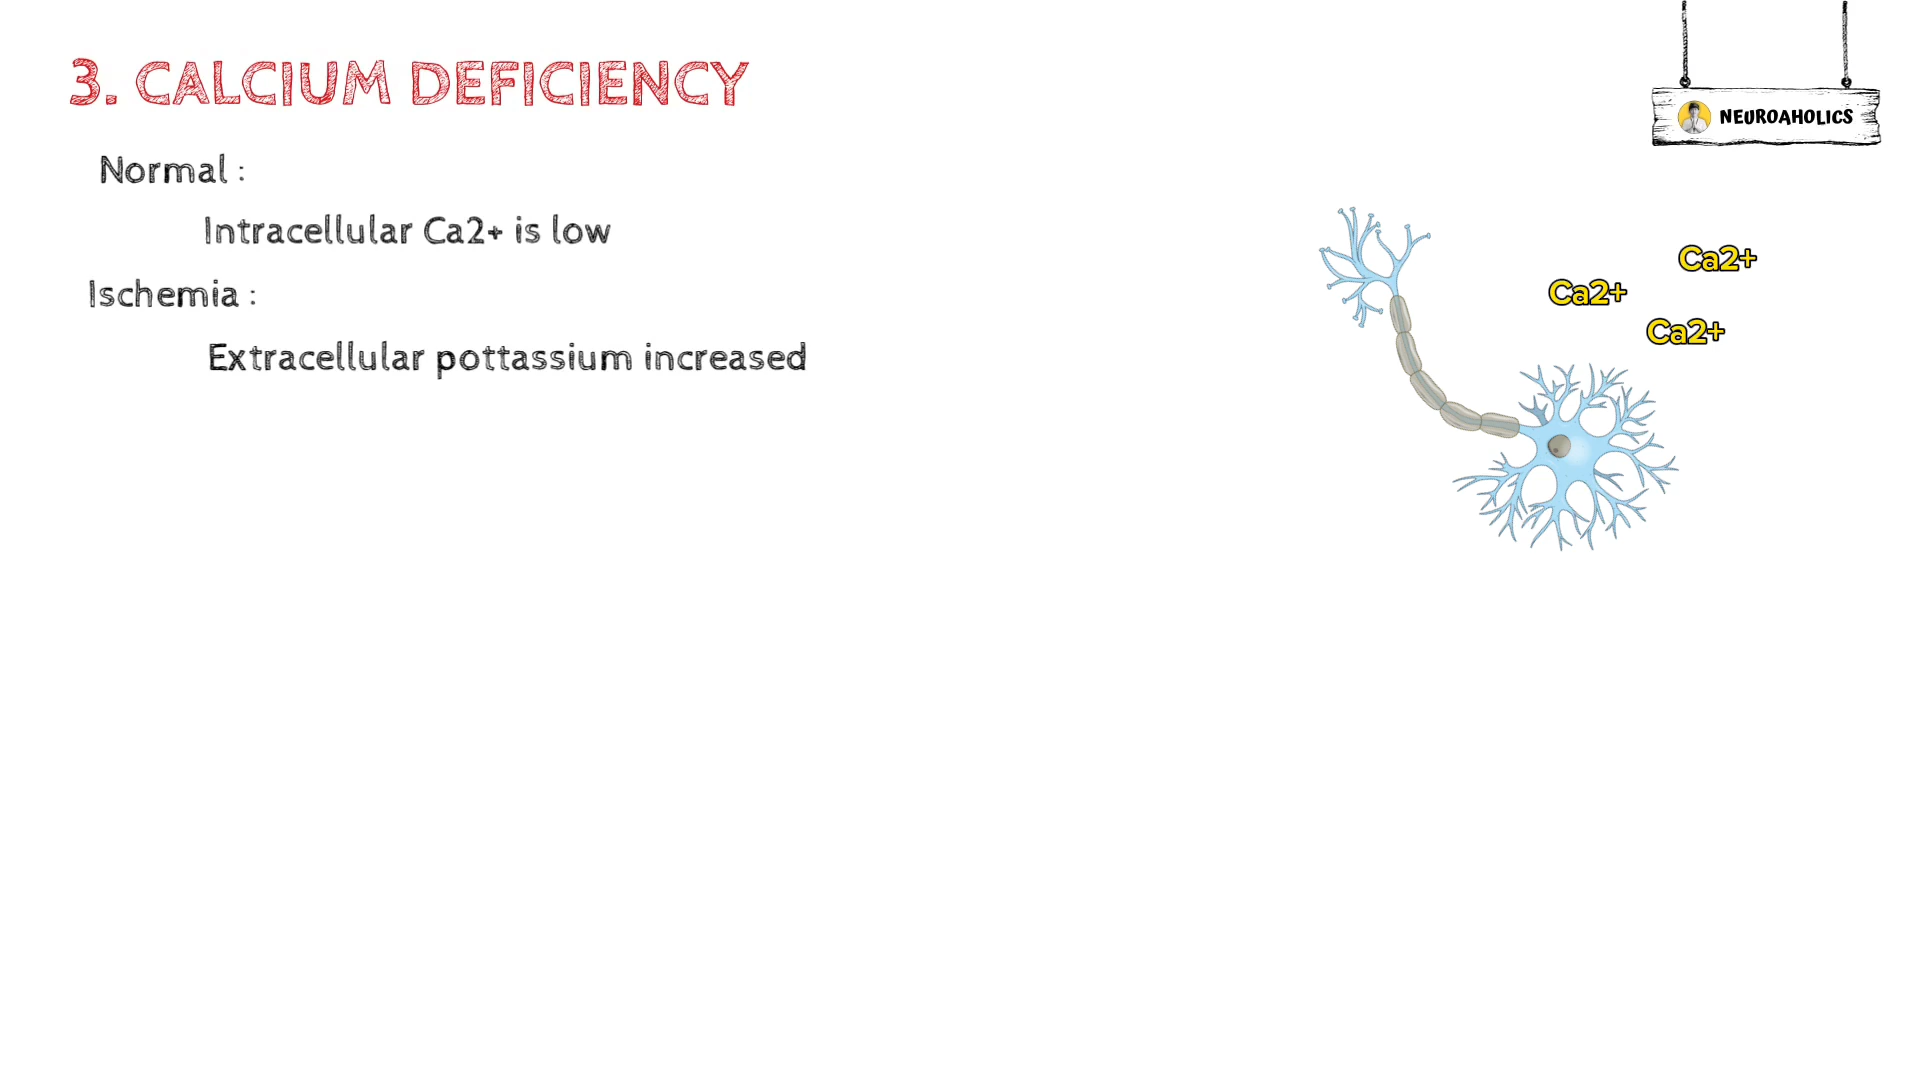 3. CALCIUM DEFICIENCY
NEUROAHOLICS
Normal :
Intracellular Ca2+ is low
Ischemia :
Extracellular pottassium increased
Ca2+
Ca2+
Ca2+